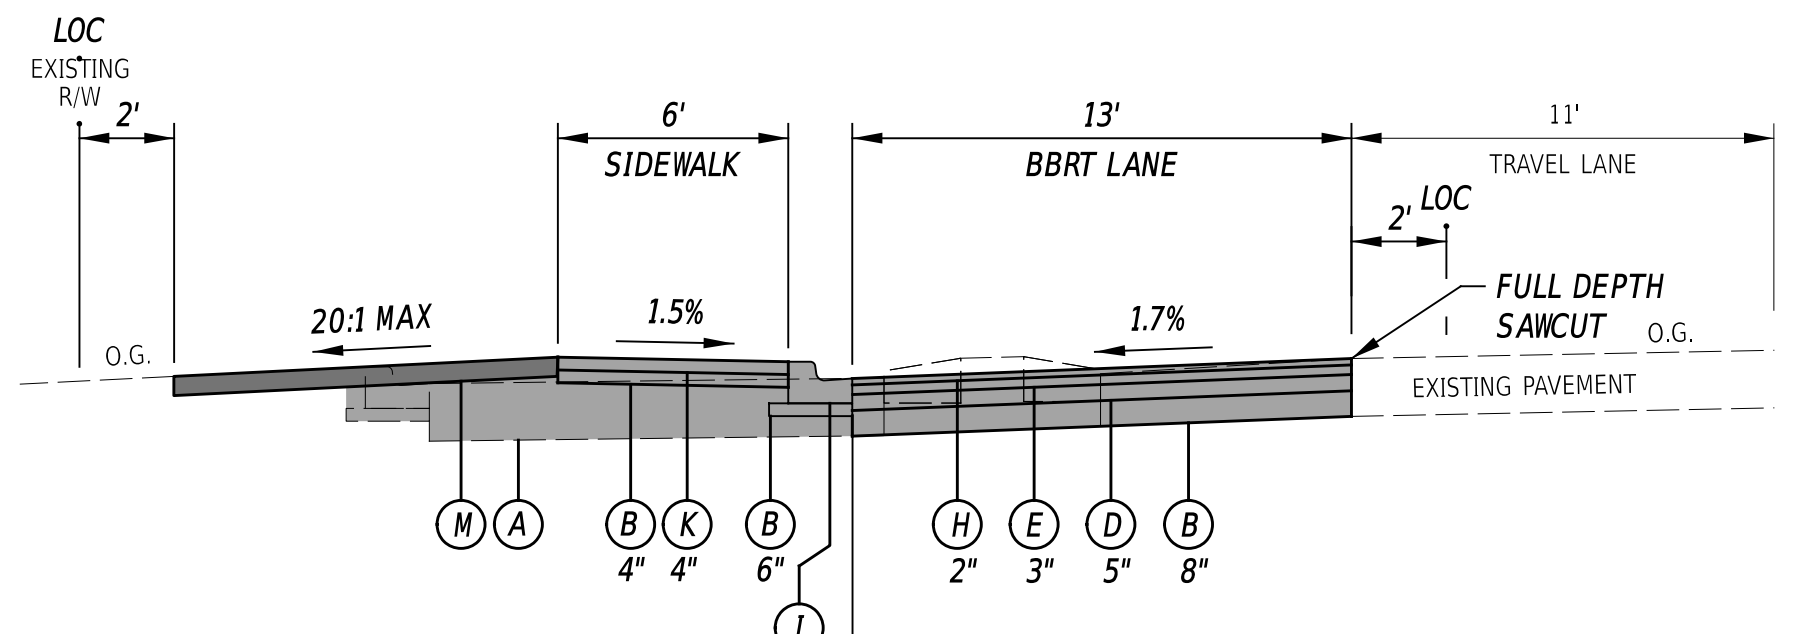 LOC
EXISTING
R/W
2'
6'
SIDEWALK
13'
BBRT LANE
11'
TRAVEL LANE
2'
LOC
FULL DEPTH
SAWCUT
O.G.
EXISTING PAVEMENT
O.G.
20:1 MAX
1.5%
1.7%
M
A
B
4"
K
4"
B
6"
H
2"
E
3"
D
5"
B
8"